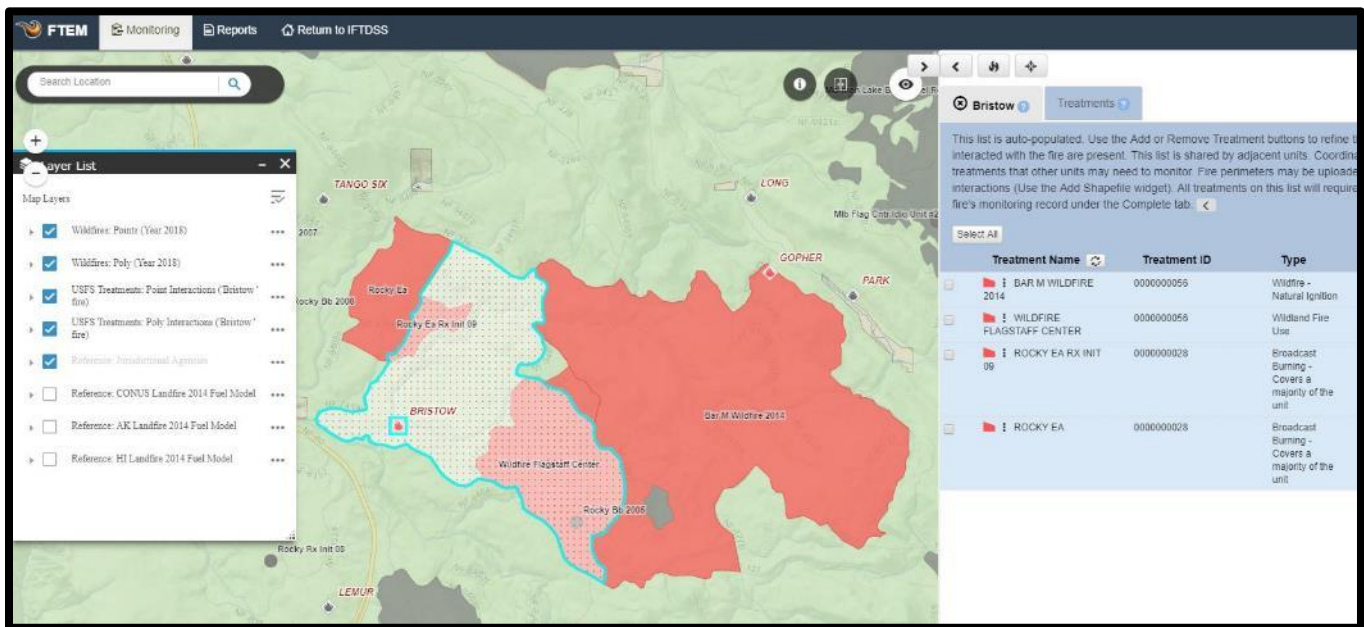 FTEM Monitoring Reports Return to IFTDSS
Search Location
Layer List
Map Layers
Wildfires: Points (Year 2018)
Wildfires: Poly (Year 2018)
USFS Treatments: Point Interactions ('Bristow'
fire)
USFS Treatments: Poly Interactions ('Bristow'
fire)
Reference: Jurisdictional Agencies
Reference: CONUS Landfire 2014 Fuel Model
Reference: AK Landfire 2014 Fuel Model
Reference: HI Landfire 2014 Fuel Model
TANGO SIX
LONG
2007
GOPHER
PARK
Rocky Ea
Rocky Bb 2006
Rocky Ea Rx Init 09
BRISTOW
Bar M Wildfire 2014
Wildfire Flagstaff Center
Rocky Bb 2006
Rocky Rx Init 05
LEMUR
Bristow
Treatments
This list is auto-populated. Use the Add or Remove Treatment buttons to refine
interacted with the fire are present. This list is shared by adjacent units.
treatments that other units may need to monitor. Fire perimeters may be
interactions (Use the Add Shapefile widget). All treatments on this list will
fire's monitoring record under the Complete tab. <
Select All
Treatment Name Treatment ID Type
BAR M WILDFIRE
2014
0000000056
Wildfire -
Natural Ignition
WILDFIRE
FLAGSTAFF CENTER
0000000056
Wildland Fire
Use
ROCKY EA RX INIT
09
0000000028
Broadcast
Burning -
Covers a
majority of the
unit
ROCKY EA
0000000028
Broadcast
Burning -
Covers a
majority of the
unit